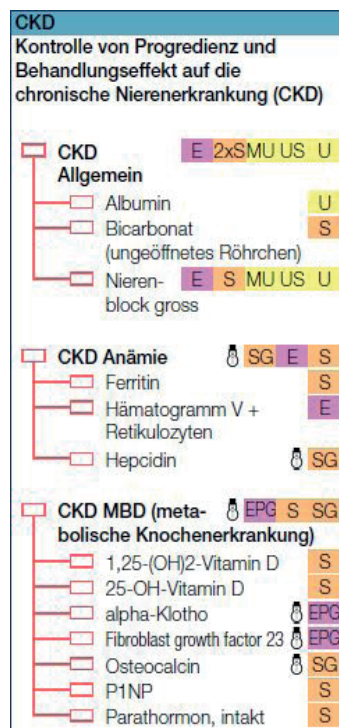 CKD
Kontrolle von Progredienz und
Behandlungseffekt auf die
chronische Nierenerkrankung (CKD)
CKD E 2xS MU US U
Allgemein
Albumin U
Bicarbonat S
(ungeöffnetes Röhrchen)
Nieren- E S MU US U
block gross
CKD Anämie SG E S
Ferritin S
Hämatogramm V + E
Retikulozyten
Hepcidin SG
CKD MBD (meta- EPG S SG
bolische Knochenerkrankung)
1,25-(OH)2-Vitamin D S
25-OH-Vitamin D S
alpha-Klotho EPG
Fibroblast growth factor 23 EPG
Osteocalcin SG
P1NP S
Parathormon, intakt S